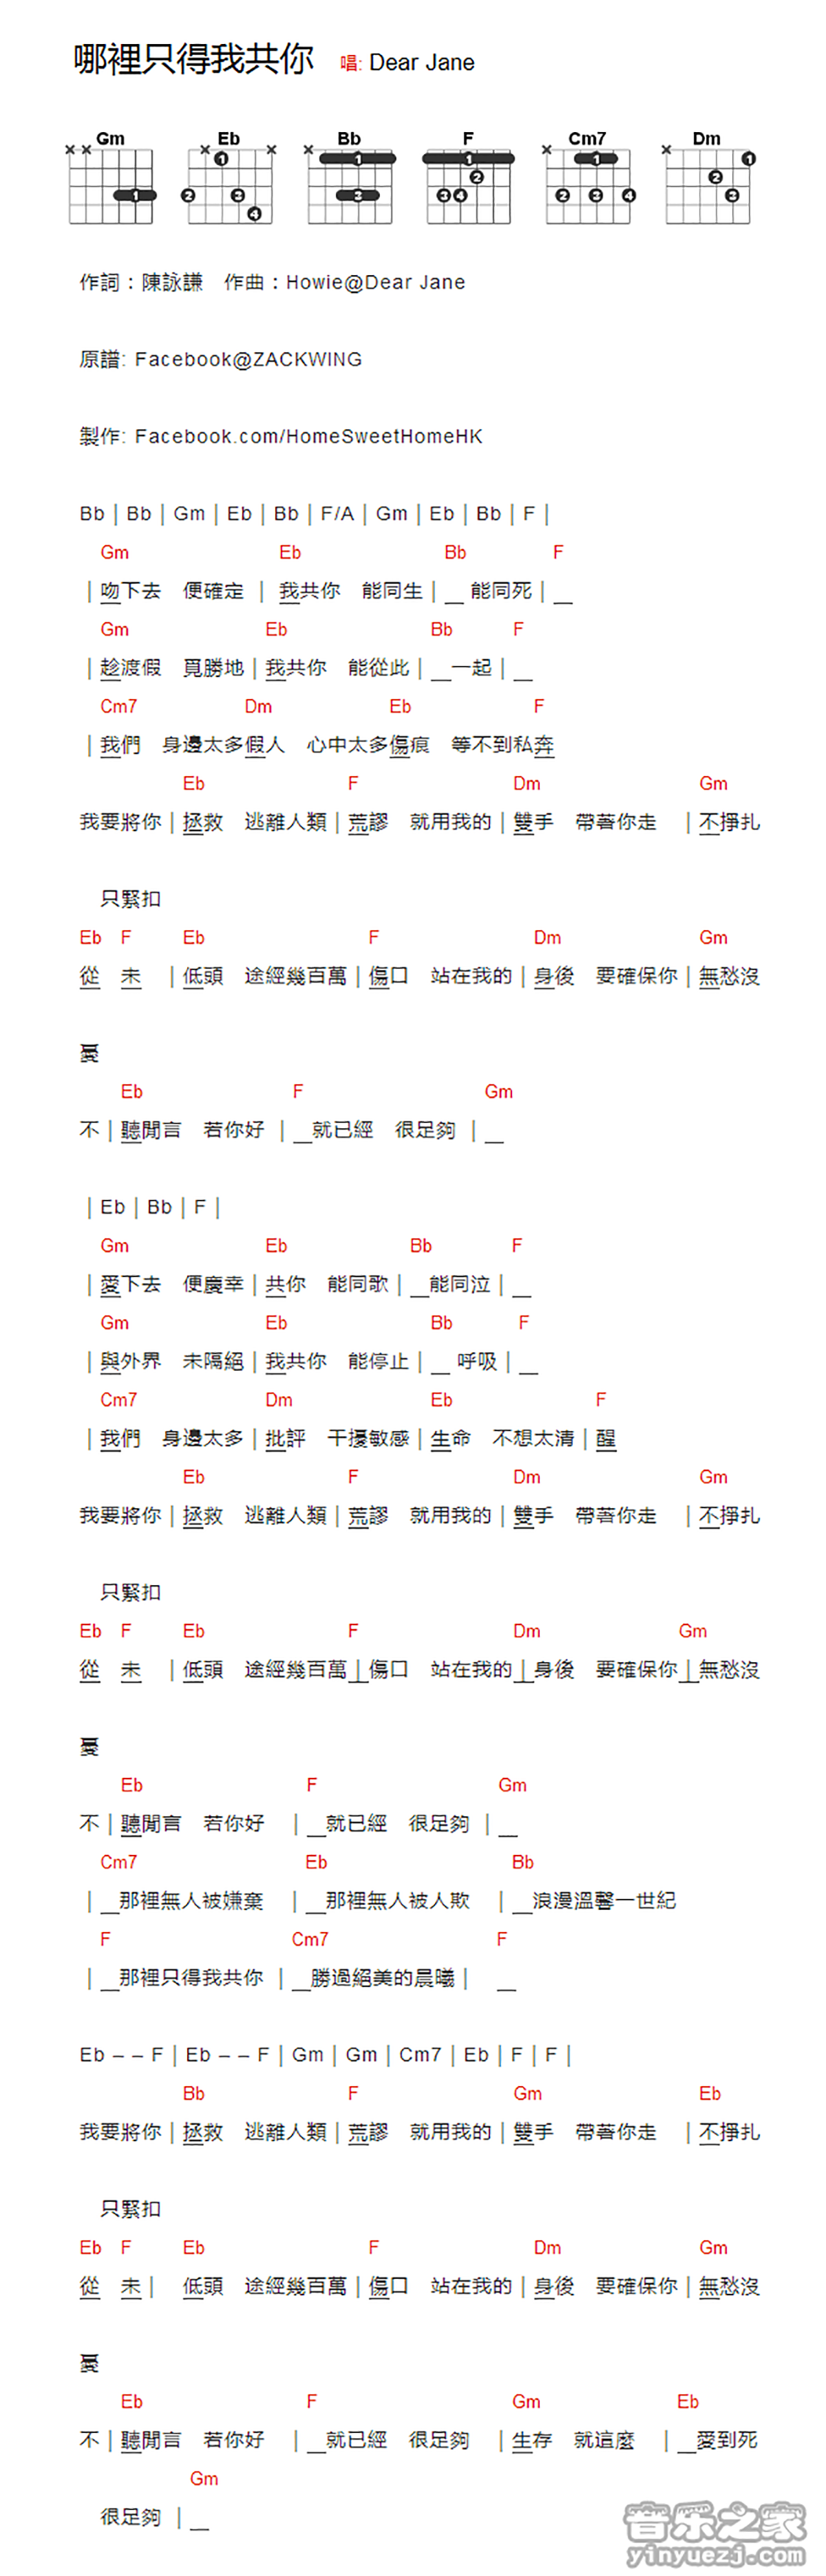 哪裡只得我共你 唱: Dear Jane
Gm Eb Bb F Cm7 Dm
作詞：陳詠謙 作曲：Howie@Dear Jane
原譜: Facebook@ZACKWING
製作: Facebook.com/HomeSweetHomeHK
Bb | Bb | Gm | Eb | Bb | F/A | Gm | Eb | Bb | F |
Gm Eb Bb F
| 吻下去 便確定 | 我共你 能同生 | __ 能同死 | __
Gm Eb Bb F
| 趁渡假 覓勝地 | 我共你 能從此 | __一起 | __
Cm7 Dm Eb F
| 我們 身邊太多假人 心中太多傷痕 等不到私奔
Eb F Dm Gm
我要將你 | 拯救 逃離人類 | 荒謬 就用我的 | 雙手 帶著你走 | 不掙扎
只緊扣
Eb F Eb F Dm Gm
從 未 | 低頭 途經幾百萬 | 傷口 站在我的 | 身後 要確保你 | 無愁沒
憂
Eb F Gm
不 | 聽閒言 若你好 | __就已經 很足夠 | __
| Eb | Bb | F |
Gm Eb Bb F
| 愛下去 便慶幸 | 共你 能同歌 | __能同泣 | __
Gm Eb Bb F
| 與外界 未隔絕 | 我共你 能停止 | __ 呼吸 | __
Cm7 Dm Eb F
| 我們 身邊太多 | 批評 干擾敏感 | 生命 不想太清 | 醒
Eb F Dm Gm
我要將你 | 拯救 逃離人類 | 荒謬 就用我的 | 雙手 帶著你走 | 不掙扎
只緊扣
Eb F Eb F Dm Gm
從 未 | 低頭 途經幾百萬 | 傷口 站在我的 | 身後 要確保你 | 無愁沒
憂
Eb F Gm
不 | 聽閒言 若你好 | __就已經 很足夠 | __
Cm7 Eb Bb
| __那裡無人被嫌棄 | __那裡無人被人欺 | __浪漫溫馨一世紀
F Cm7 F
| __那裡只得我共你 | __勝過絕美的晨曦 | __
Eb – – F | Eb – – F | Gm | Gm | Cm7 | Eb | F | F |
Bb F Gm Eb
我要將你 | 拯救 逃離人類 | 荒謬 就用我的 | 雙手 帶著你走 | 不掙扎
只緊扣
Eb F Eb F Dm Gm
從 未 | 低頭 途經幾百萬 | 傷口 站在我的 | 身後 要確保你 | 無愁沒
憂
Eb F Gm Eb
不 | 聽閒言 若你好 | __就已經 很足夠 | 生存 就這麼 | __愛到死
Gm
很足夠 | __
音乐之家
yinyuezj.com